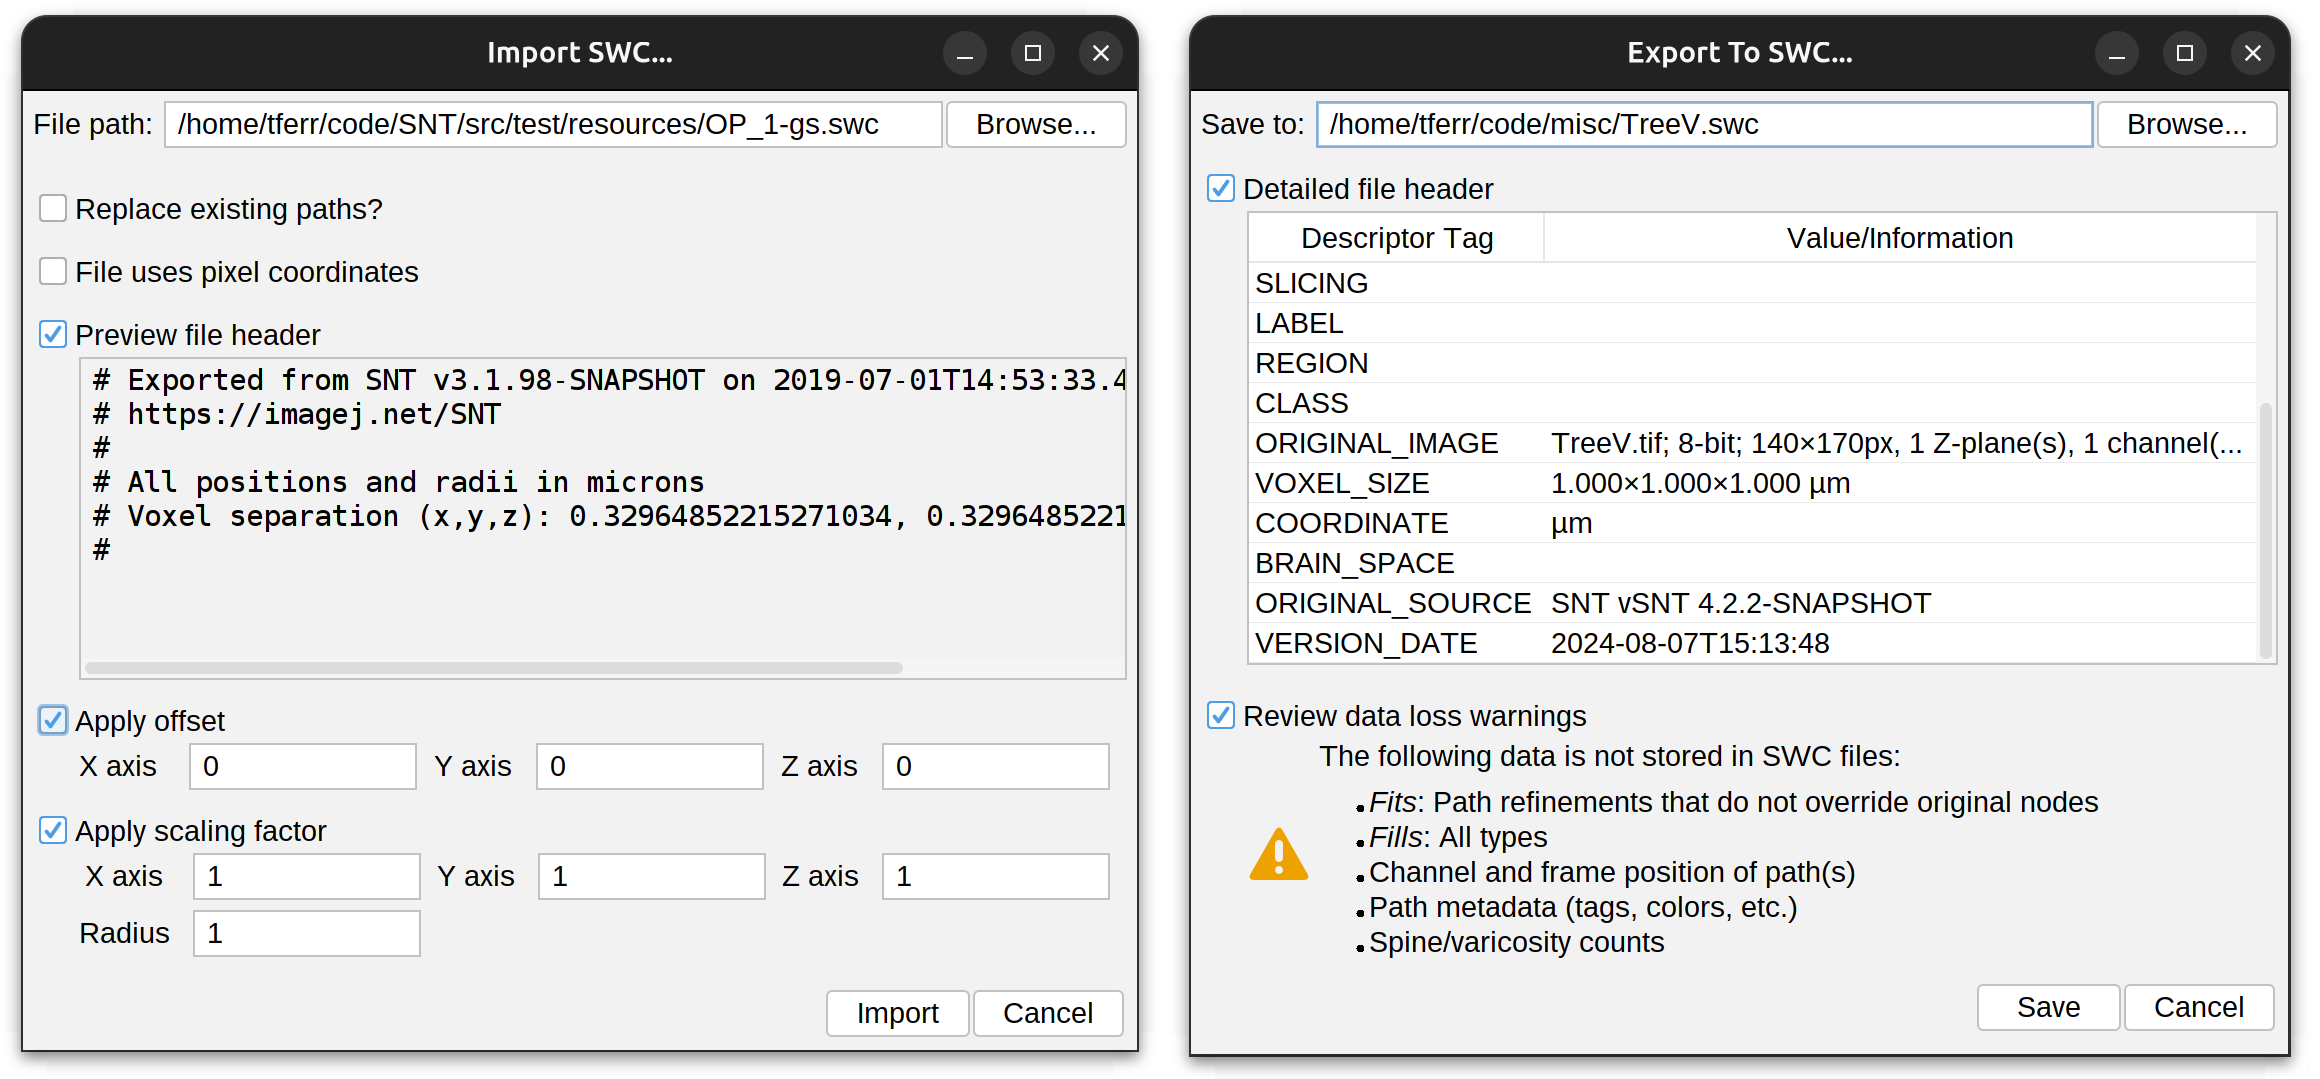 Import SWC...
File path: /home/tferr/code/SNT/src/test/resources/OP_1-gs.swc Browse...
Replace existing paths?
File uses pixel coordinates
Preview file header
# Exported from SNT v3.1.98-SNAPSHOT on 2019-07-01T14:53:33.4
# https://imagej.net/SNT
#
# All positions and radii in microns
# Voxel separation (x,y,z): 0.32964852215271034, 0.3296485221
#
Apply offset
X axis 0 Y axis 0 Z axis 0
Apply scaling factor
X axis 1 Y axis 1 Z axis 1
Radius 1
Import Cancel
Export To SWC...
Save to: /home/tferr/code/misc/TreeV.swc Browse...
Detailed file header
Descriptor Tag Value/Information
SLICING
LABEL
REGION
CLASS
ORIGINAL_IMAGE TreeV.tif; 8-bit; 140×170px, 1 Z-plane(s), 1 channel(...
VOXEL_SIZE 1.000×1.000×1.000 µm
COORDINATE µm
BRAIN_SPACE
ORIGINAL_SOURCE SNT vSNT 4.2.2-SNAPSHOT
VERSION_DATE 2024-08-07T15:13:48
Review data loss warnings
The following data is not stored in SWC files:
• Fits: Path refinements that do not override original nodes
• Fills: All types
• Channel and frame position of path(s)
• Path metadata (tags, colors, etc.)
• Spine/varicosity counts
Save Cancel